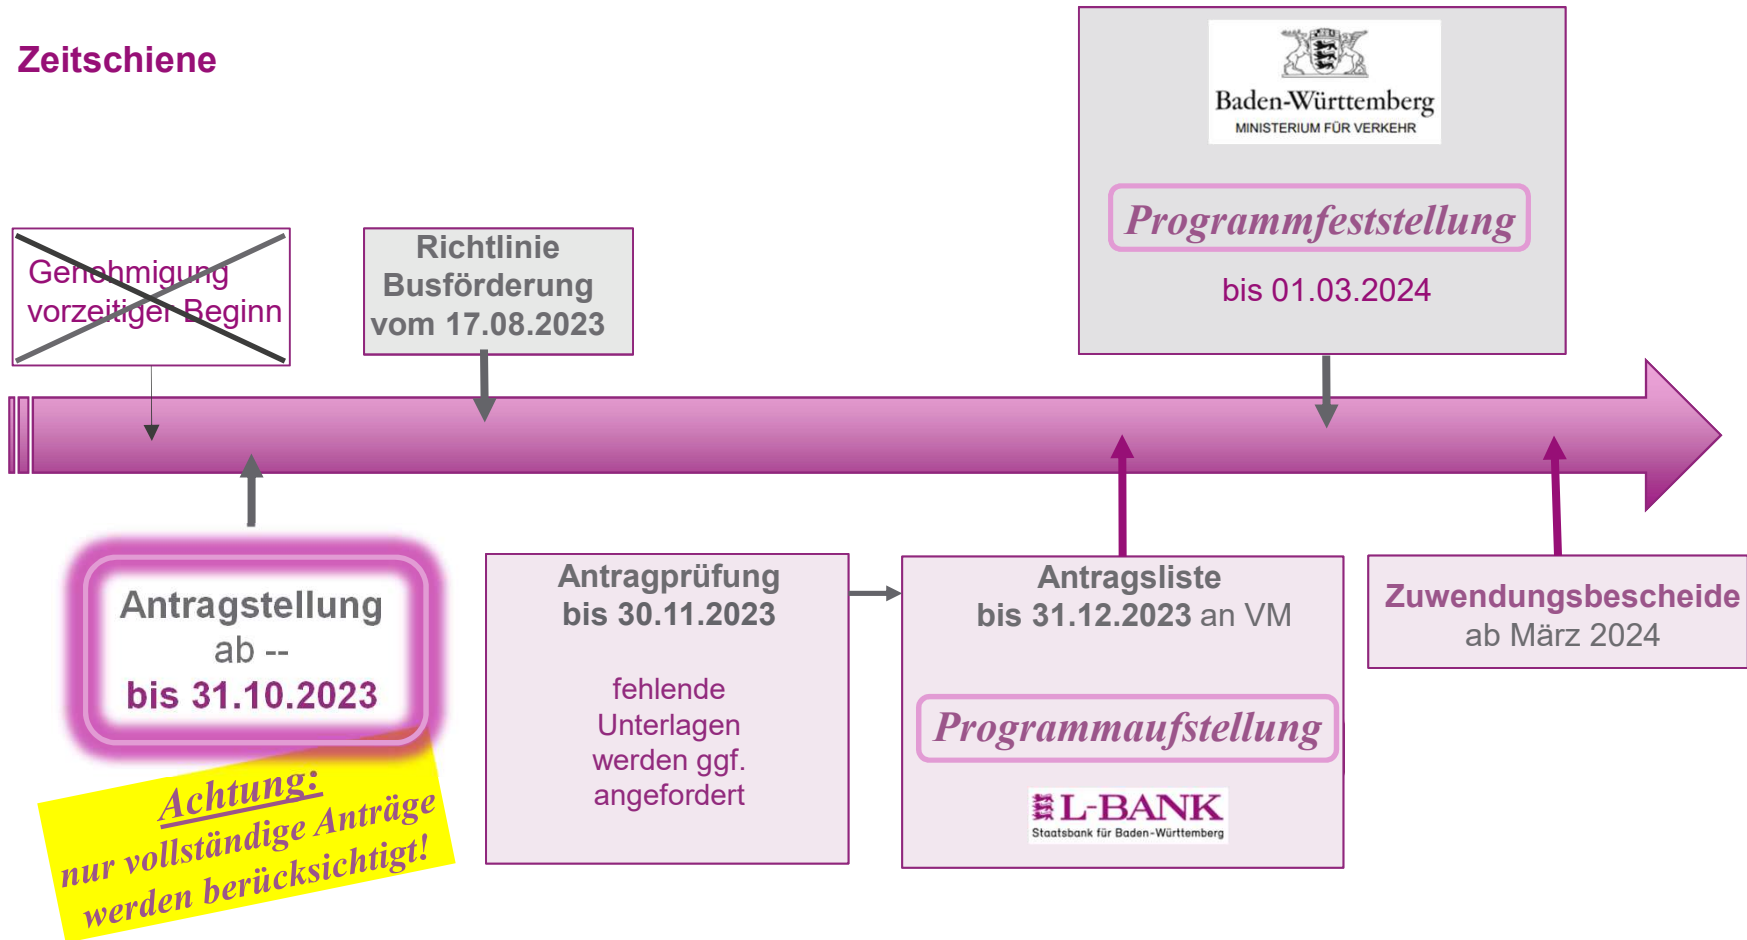 Zeitschiene
Baden-Württemberg
MINISTERIUM FÜR VERKEHR
Programmfeststellung
bis 01.03.2024
Genehmigung
vorzeitiger Beginn
Richtlinie
Busförderung
vom 17.08.2023
Antragstellung
ab --
bis 31.10.2023
Achtung:
nur vollständige Anträge
werden berücksichtigt!
Antragprüfung
bis 30.11.2023
fehlende
Unterlagen
werden ggf.
angefordert
Antragsliste
bis 31.12.2023 an VM
Programmaufstellung
L-BANK
Staatsbank für Baden-Württemberg
Zuwendungsbescheide
ab März 2024